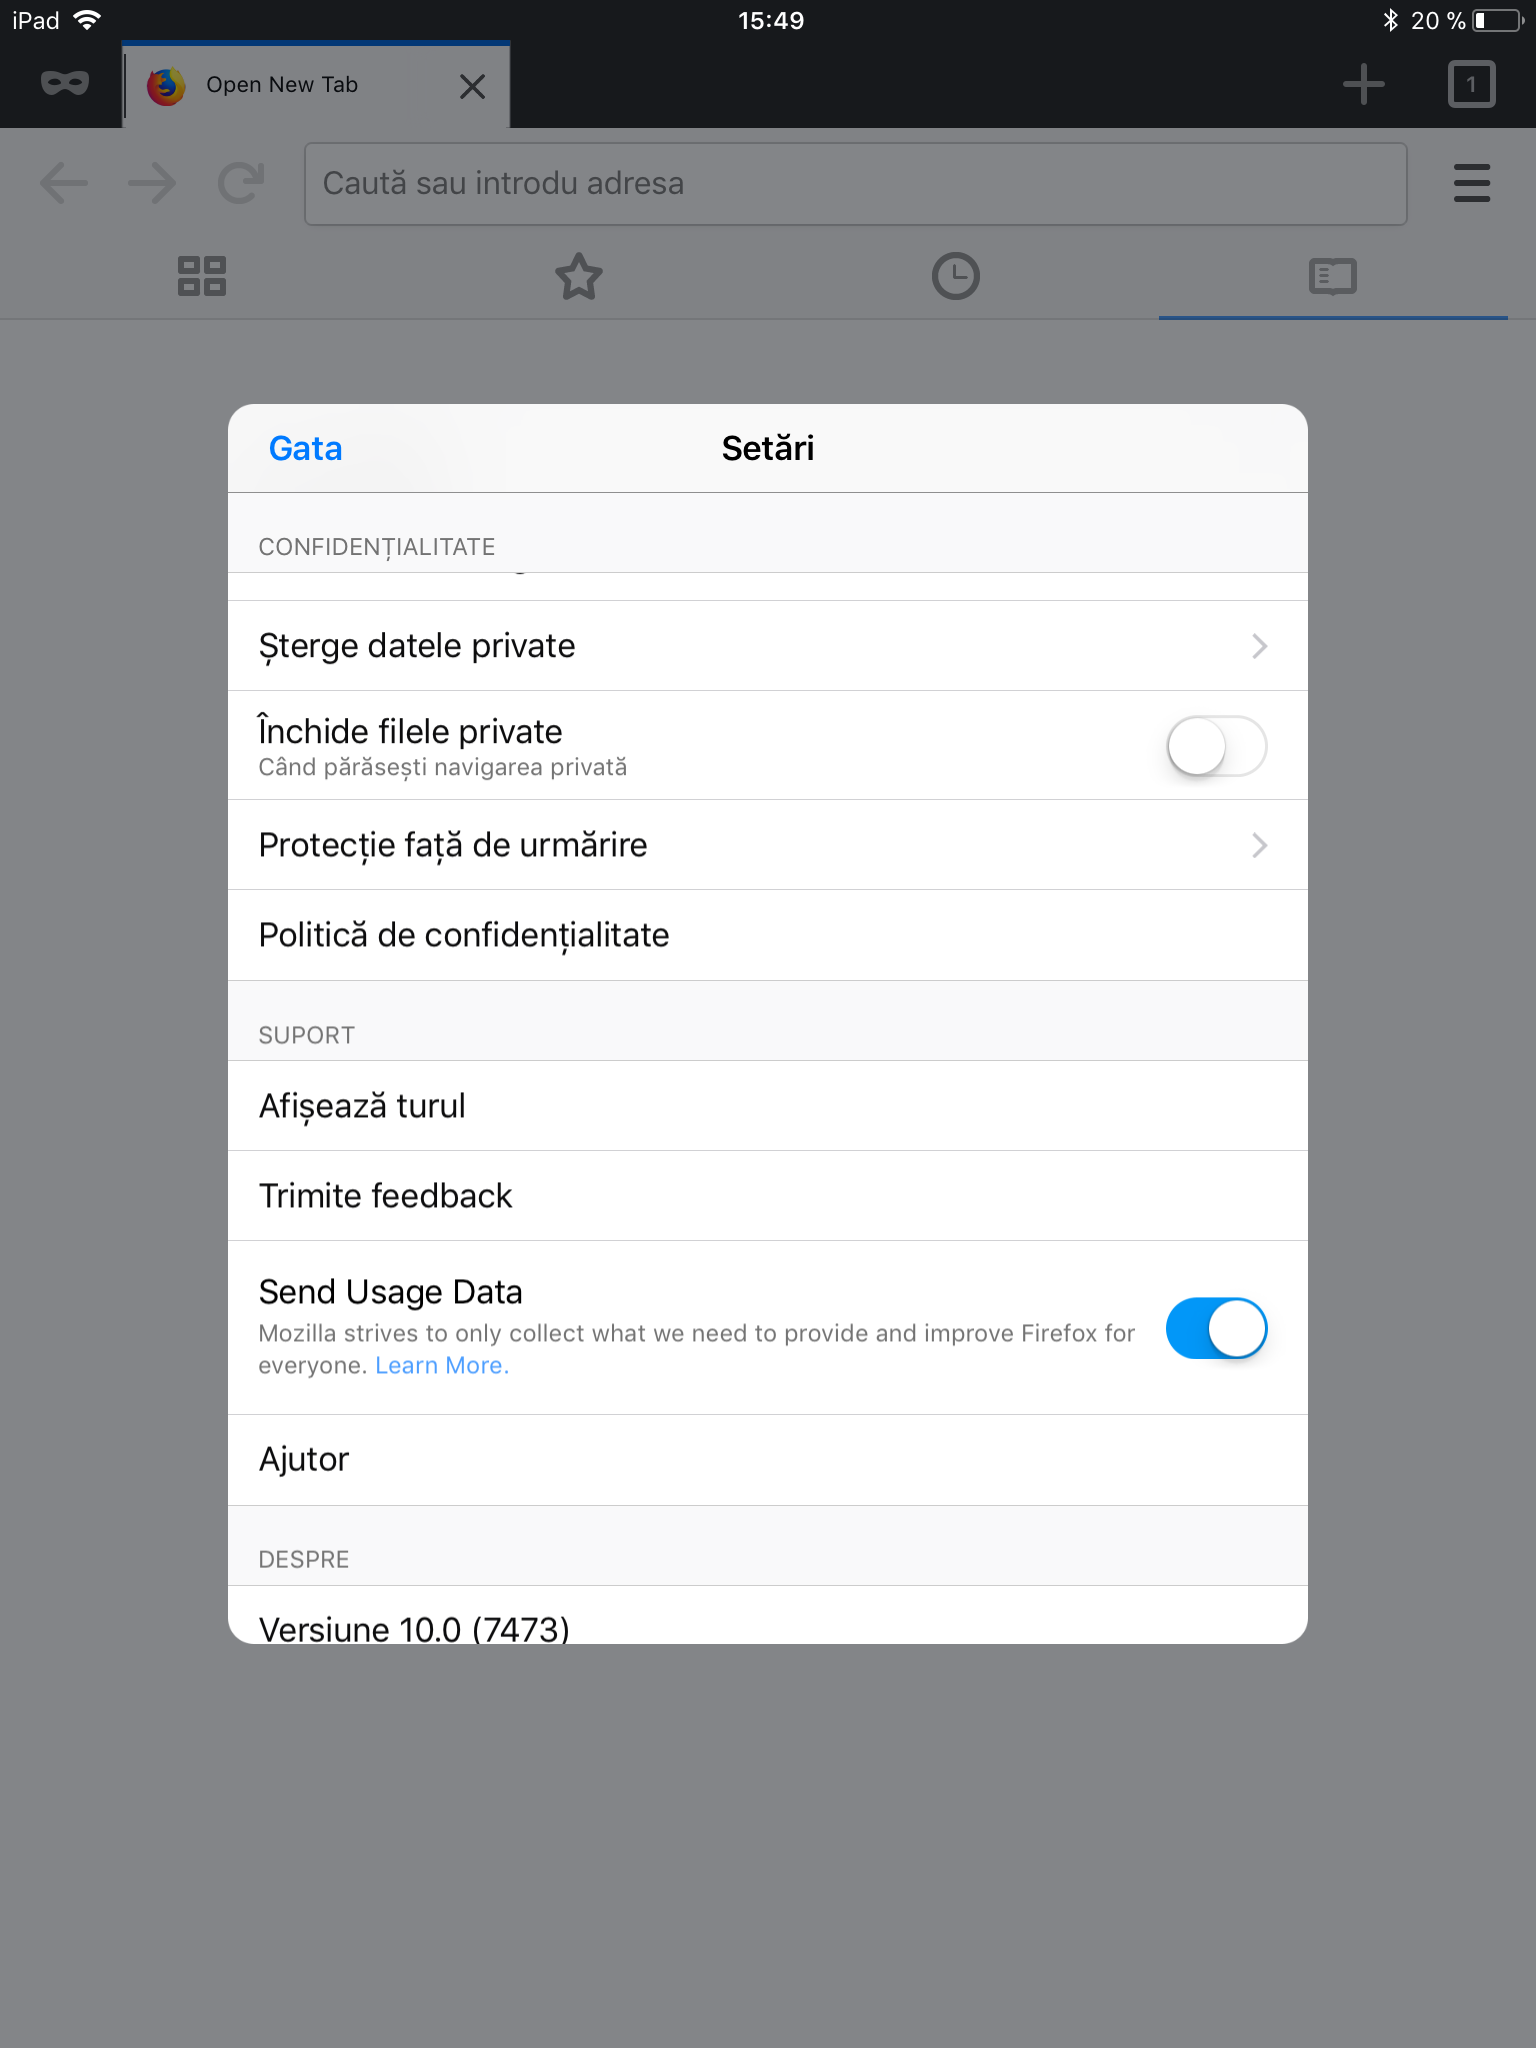 iPad
15:49
20 %
Open New Tab
1
Caută sau introdu adresa
Gata
Setări
CONFIDENȚIALITATE
Șterge datele private
Închide filele private
Când părăsești navigarea privată
Protecție față de urmărire
Politică de confidențialitate
SUPORT
Afișează turul
Trimite feedback
Send Usage Data
Mozilla strives to only collect what we need to provide and improve Firefox for
everyone. Learn More.
Ajutor
DESPRE
Versiune 10.0 (7473)